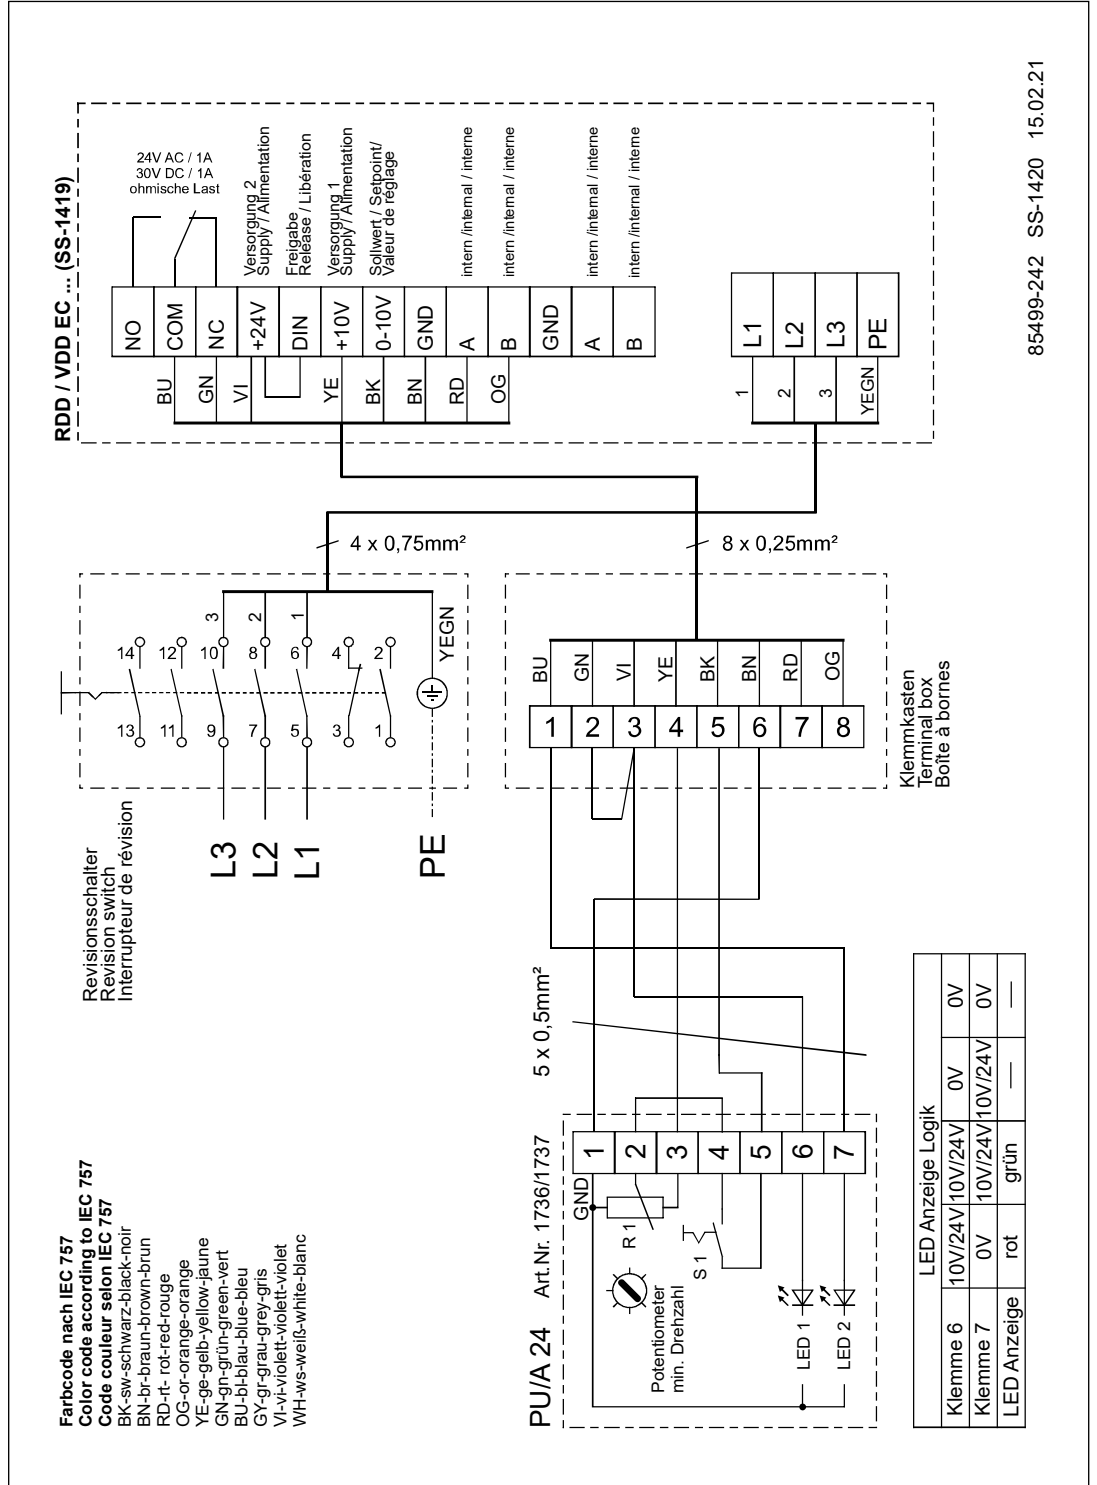 RDD / VDD EC ... (SS-1419)
24V AC / 1A
30V DC / 1A
ohmische Last
Versorgung 2
Supply / Alimentation
Freigabe
Release / Libération
Versorgung 1
Supply / Alimentation
Sollwert / Setpoint/
Valeur de réglage
intern /internal / interne
intern / internal / interne
intern / internal / interne
intern / internal / interne
NO
COM
NC
+24V
DIN
+10V
0-10V
GND
A
B
GND
A
B
L1
L2
L3
PE
BU
GN
VI
YE
BK
BN
RD
OG
1
2
3
YEGN
4 x 0,75mm²
8 x 0,25mm²
3
2
1
YEGN
14
12
10
8
6
4
2
13
11
9
7
5
3
1
L3
L2
L1
PE
Revisionsschalter
Revision switch
Interrupteur de révision
BU
GN
VI
YE
BK
BN
RD
OG
1
2
3
4
5
6
7
8
Klemmkasten
Terminal box
Boîte à bornes
5 x 0,5mm²
PU/A 24 Art.Nr. 1736/1737
GND
1
2
3
4
5
6
7
R 1
S 1
Potentiometer
min. Drehzahl
LED 1
LED 2
LED Anzeige Logik
Klemme 6 10V/24V 10V/24V 0V 0V
Klemme 7 0V 10V/24V 10V/24V 0V
LED Anzeige rot grün — —
Farbcode nach IEC 757
Color code according to IEC 757
Code couleur selon IEC 757
BK-sw-schwarz-black-noir
BN-br-braun-brown-brun
RD-rt- rot-red-rouge
OG-or-orange-orange
YE-ge-gelb-yellow-jaune
GN-gn-grün-green-vert
BU-bl-blau-blue-bleu
GY-gr-grau-grey-gris
VI-vi-violett-violet-violet
WH-ws-weiß-white-blanc
85499-242 SS-1420 15.02.21